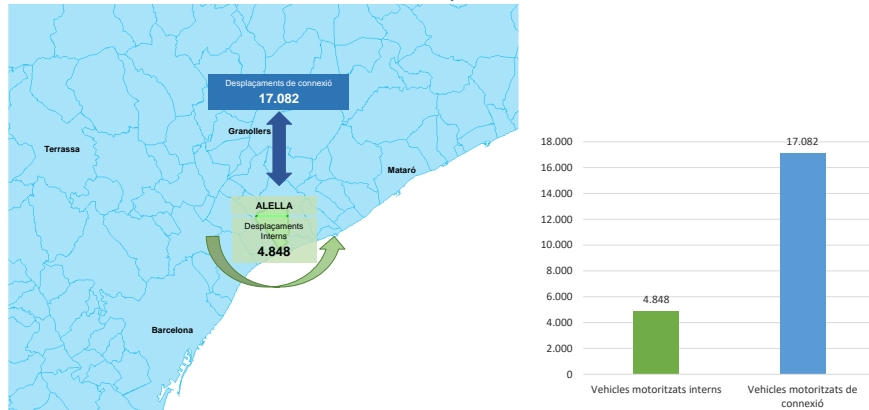 Desplaçaments de connexió
17.082
Granollers
Terrassa
Mataró
ALELLA
Desplaçaments
Interns
4.848
Barcelona
18.000
16.000
14.000
12.000
10.000
8.000
6.000
4.000
2.000
0
17.082
4.848
Vehicles motoritzats interns
Vehicles motoritzats de
connexió